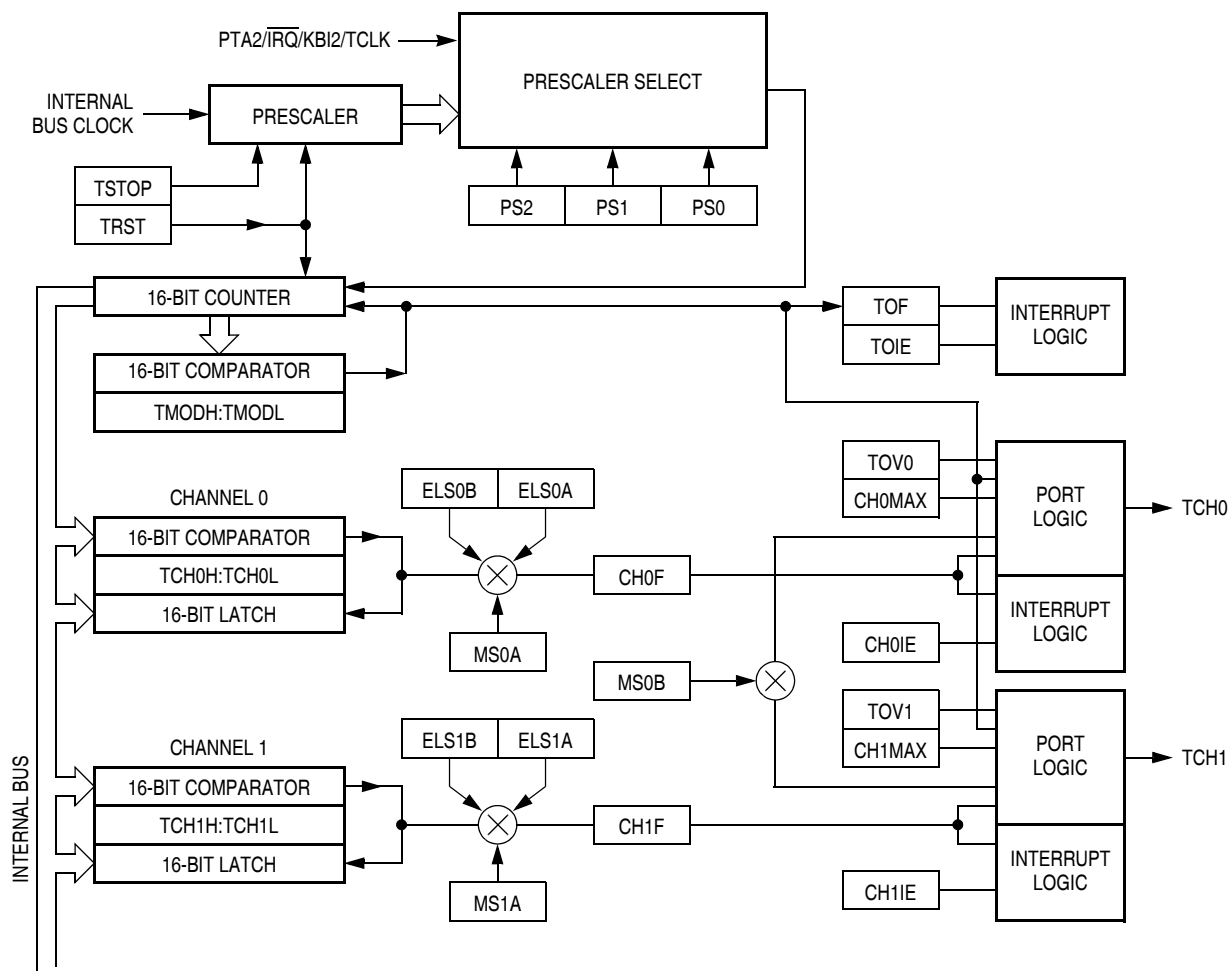 PTA2/IRQ/KBI2/TCLK
PRESCALER SELECT
INTERNAL
BUS CLOCK
PRESCALER
TSTOP
TRST
PS2
PS1
PS0
16-BIT COUNTER
16-BIT COMPARATOR
TMODH:TMODL
TOF
TOIE
INTERRUPT
LOGIC
CHANNEL 0
16-BIT COMPARATOR
TCH0H:TCH0L
16-BIT LATCH
ELS0B
ELS0A
MS0A
CH0F
TOV0
CH0MAX
PORT
LOGIC
TCH0
INTERRUPT
LOGIC
CH0IE
MS0B
CHANNEL 1
16-BIT COMPARATOR
TCH1H:TCH1L
16-BIT LATCH
ELS1B
ELS1A
MS1A
CH1F
TOV1
CH1MAX
PORT
LOGIC
TCH1
INTERRUPT
LOGIC
CH1IE
INTERNAL BUS